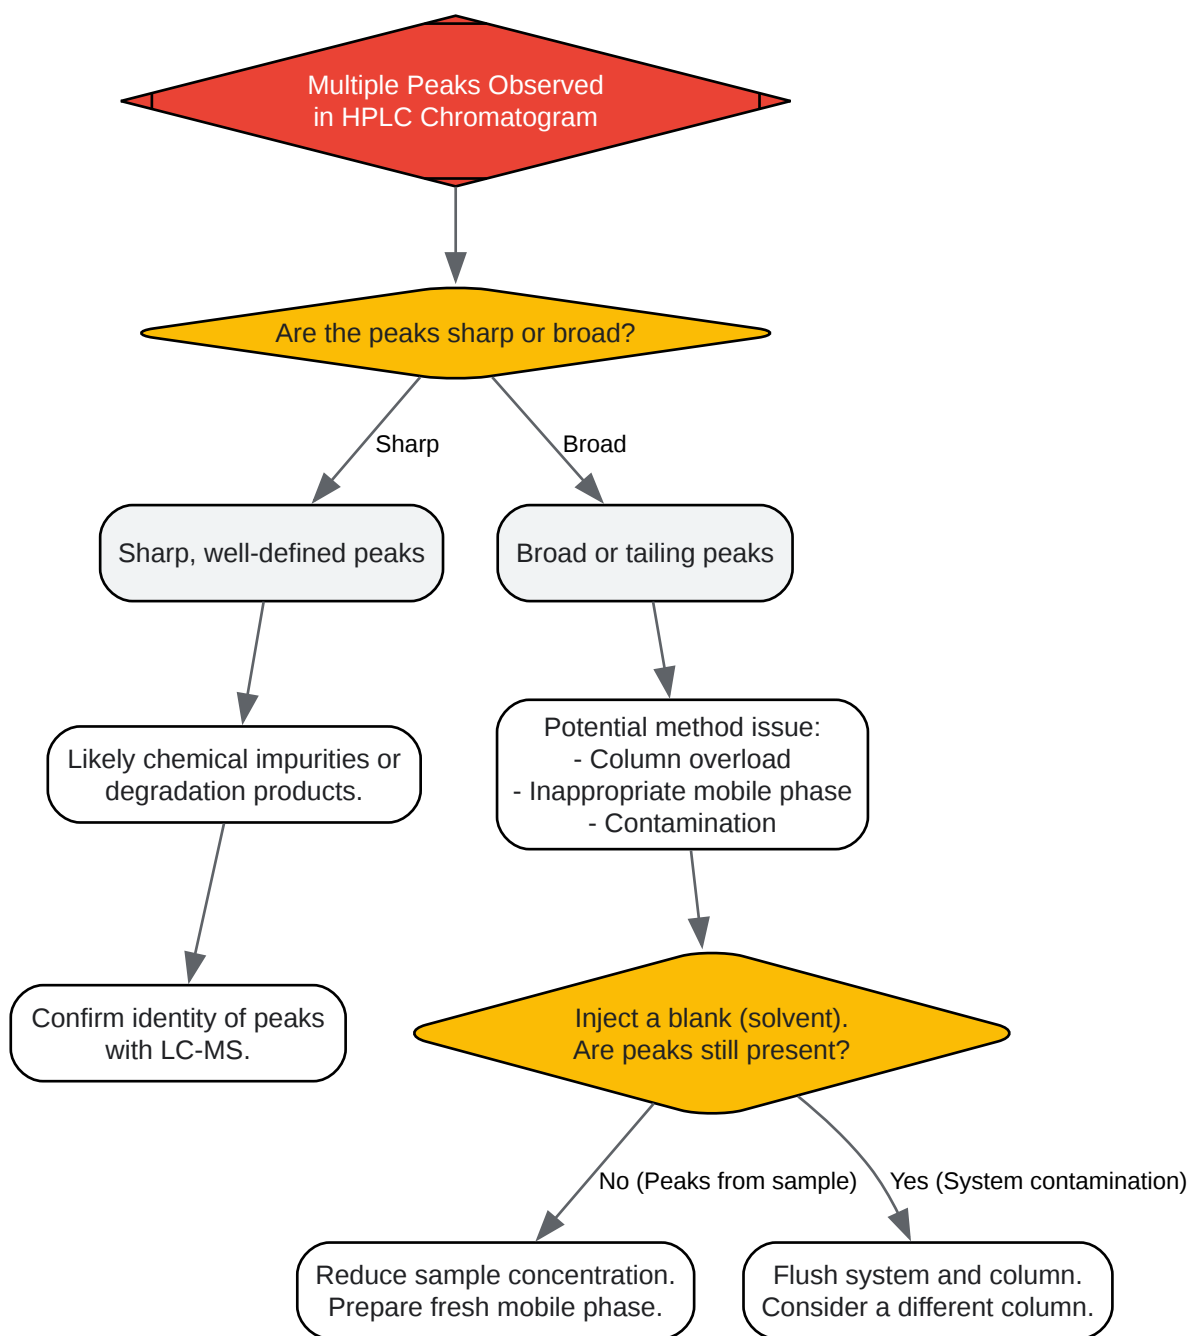 Multiple Peaks Observed
in HPLC Chromatogram
Are the peaks sharp or broad?
Sharp
Broad
Sharp, well-defined peaks
Broad or tailing peaks
Likely chemical impurities or
degradation products.
Potential method issue:
- Column overload
- Inappropriate mobile phase
- Contamination
Confirm identity of peaks
with LC-MS.
Inject a blank (solvent).
Are peaks still present?
No (Peaks from sample)
Yes (System contamination)
Reduce sample concentration.
Prepare fresh mobile phase.
Flush system and column.
Consider a different column.